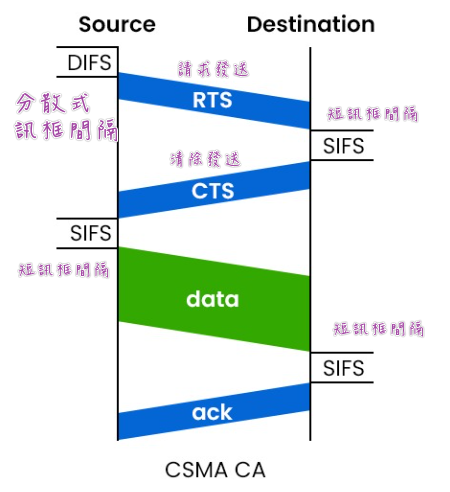 Source
Destination
DIFS
請求發送
RTS
分散式
訊框間隔
短訊框間隔
SIFS
清除發送
CTS
SIFS
短訊框間隔
data
短訊框間隔
SIFS
ack
CSMA CA